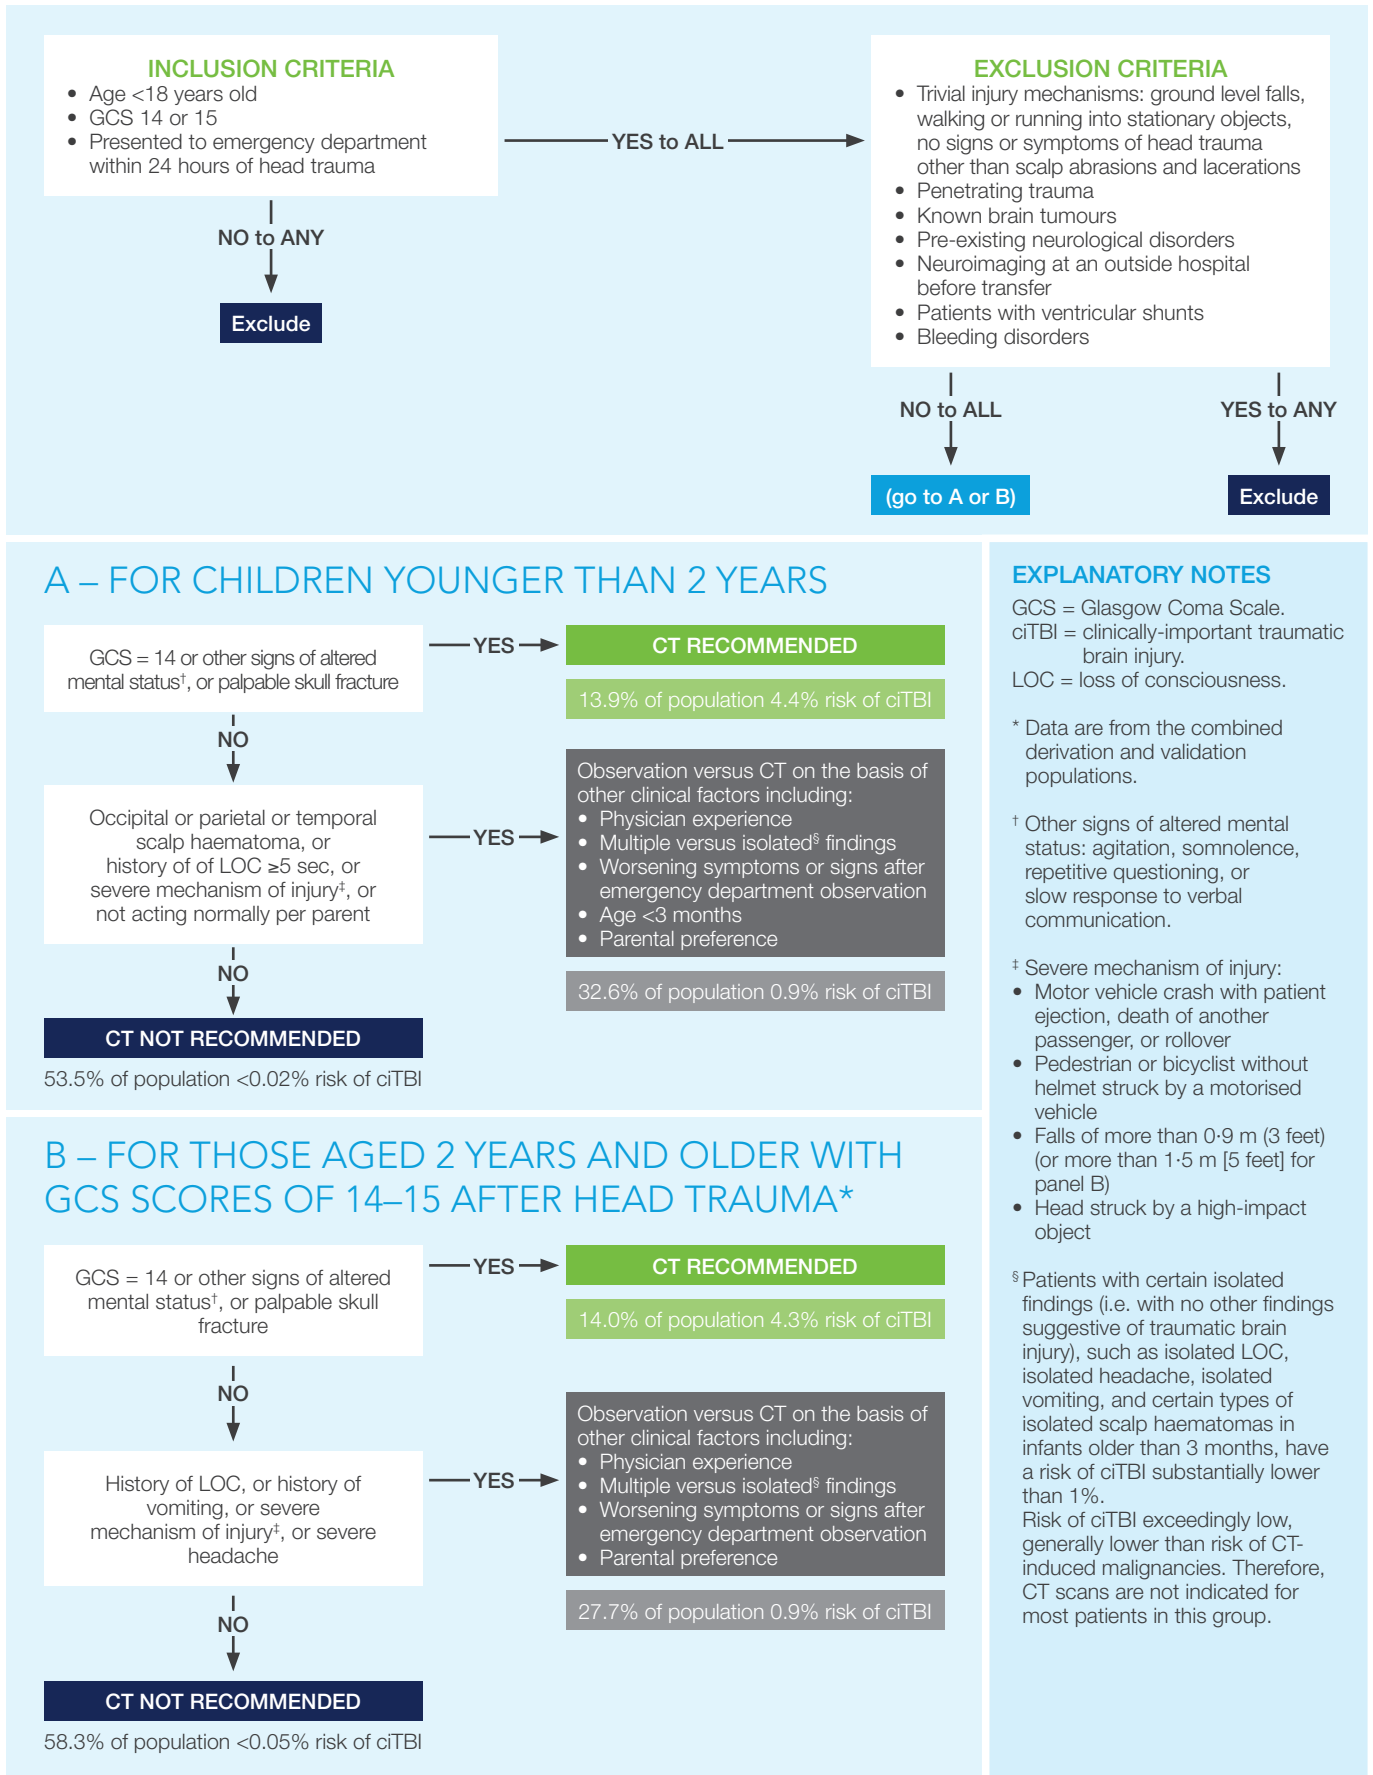 INCLUSION CRITERIA
• Age <18 years old
• GCS 14 or 15
• Presented to emergency department
within 24 hours of head trauma
YES to ALL
EXCLUSION CRITERIA
• Trivial injury mechanisms: ground level falls,
walking or running into stationary objects,
no signs or symptoms of head trauma
other than scalp abrasions and lacerations
• Penetrating trauma
• Known brain tumours
• Pre-existing neurological disorders
• Neuroimaging at an outside hospital
before transfer
• Patients with ventricular shunts
• Bleeding disorders
NO to ANY
Exclude
NO to ALL
YES to ANY
(go to A or B)
Exclude
A – FOR CHILDREN YOUNGER THAN 2 YEARS
GCS = 14 or other signs of altered
mental status†, or palpable skull fracture
YES
CT RECOMMENDED
13.9% of population 4.4% risk of ciTBI
NO
Occipital or parietal or temporal
scalp haematoma, or
history of of LOC ≥5 sec, or
severe mechanism of injury‡, or
not acting normally per parent
YES
Observation versus CT on the basis of
other clinical factors including:
• Physician experience
• Multiple versus isolated§ findings
• Worsening symptoms or signs after
emergency department observation
• Age <3 months
• Parental preference
32.6% of population 0.9% risk of ciTBI
NO
CT NOT RECOMMENDED
53.5% of population <0.02% risk of ciTBI
B – FOR THOSE AGED 2 YEARS AND OLDER WITH
GCS SCORES OF 14–15 AFTER HEAD TRAUMA*
GCS = 14 or other signs of altered
mental status†, or palpable skull
fracture
YES
CT RECOMMENDED
14.0% of population 4.3% risk of ciTBI
NO
History of LOC, or history of
vomiting, or severe
mechanism of injury‡, or severe
headache
YES
Observation versus CT on the basis of
other clinical factors including:
• Physician experience
• Multiple versus isolated§ findings
• Worsening symptoms or signs after
emergency department observation
• Parental preference
27.7% of population 0.9% risk of ciTBI
NO
CT NOT RECOMMENDED
58.3% of population <0.05% risk of ciTBI
EXPLANATORY NOTES
GCS = Glasgow Coma Scale.
ciTBI = clinically-important traumatic
brain injury.
LOC = loss of consciousness.
* Data are from the combined
derivation and validation
populations.
† Other signs of altered mental
status: agitation, somnolence,
repetitive questioning, or
slow response to verbal
communication.
‡ Severe mechanism of injury:
• Motor vehicle crash with patient
ejection, death of another
passenger, or rollover
• Pedestrian or bicyclist without
helmet struck by a motorised
vehicle
• Falls of more than 0·9 m (3 feet)
(or more than 1·5 m [5 feet] for
panel B)
• Head struck by a high-impact
object
§ Patients with certain isolated
findings (i.e. with no other findings
suggestive of traumatic brain
injury), such as isolated LOC,
isolated headache, isolated
vomiting, and certain types of
isolated scalp haematomas in
infants older than 3 months, have
a risk of ciTBI substantially lower
than 1%.
Risk of ciTBI exceedingly low,
generally lower than risk of CT-
induced malignancies. Therefore,
CT scans are not indicated for
most patients in this group.